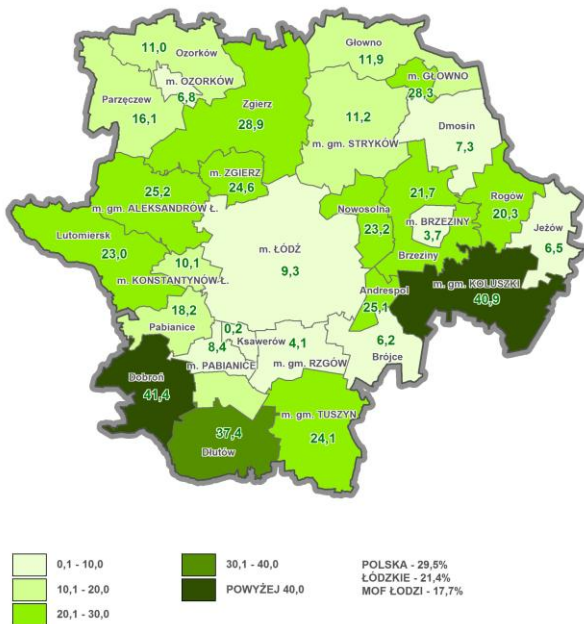 11,0
Ozorków
Głowno
11,9
m. OZORKÓW
6,8
m. GŁOWNO
28,3
Parzęczew
16,1
Zgierz
28,9
11,2
m. gm. STRYKÓW
Dmosin
7,3
m. ZGIERZ
24,6
25,2
m. gm. ALEKSANDRÓW Ł.
21,7
Rogów
20,3
Nowosolna
23,2
m. BRZEZINY
3,7
Brzeziny
Jeżów
6,5
Lutomiersk
23,0
m. ŁÓDŹ
9,3
10,1
m. KONSTANTYNÓW Ł.
Andrespol
25,1
m. gm. KOLUSZKI
40,9
18,2
Pabianice
0,2
Ksawerów
8,4
m. PABIANICE
4,1
m. gm. RZGÓW
6,2
Brójce
Dobroń
41,4
m. gm. TUSZYN
24,1
37,4
Dłutów
0,1 - 10,0
10,1 - 20,0
20,1 - 30,0
30,1 - 40,0
POWYŻEJ 40,0
POLSKA - 29,5%
ŁÓDZKIE - 21,4%
MOF ŁODZI - 17,7%